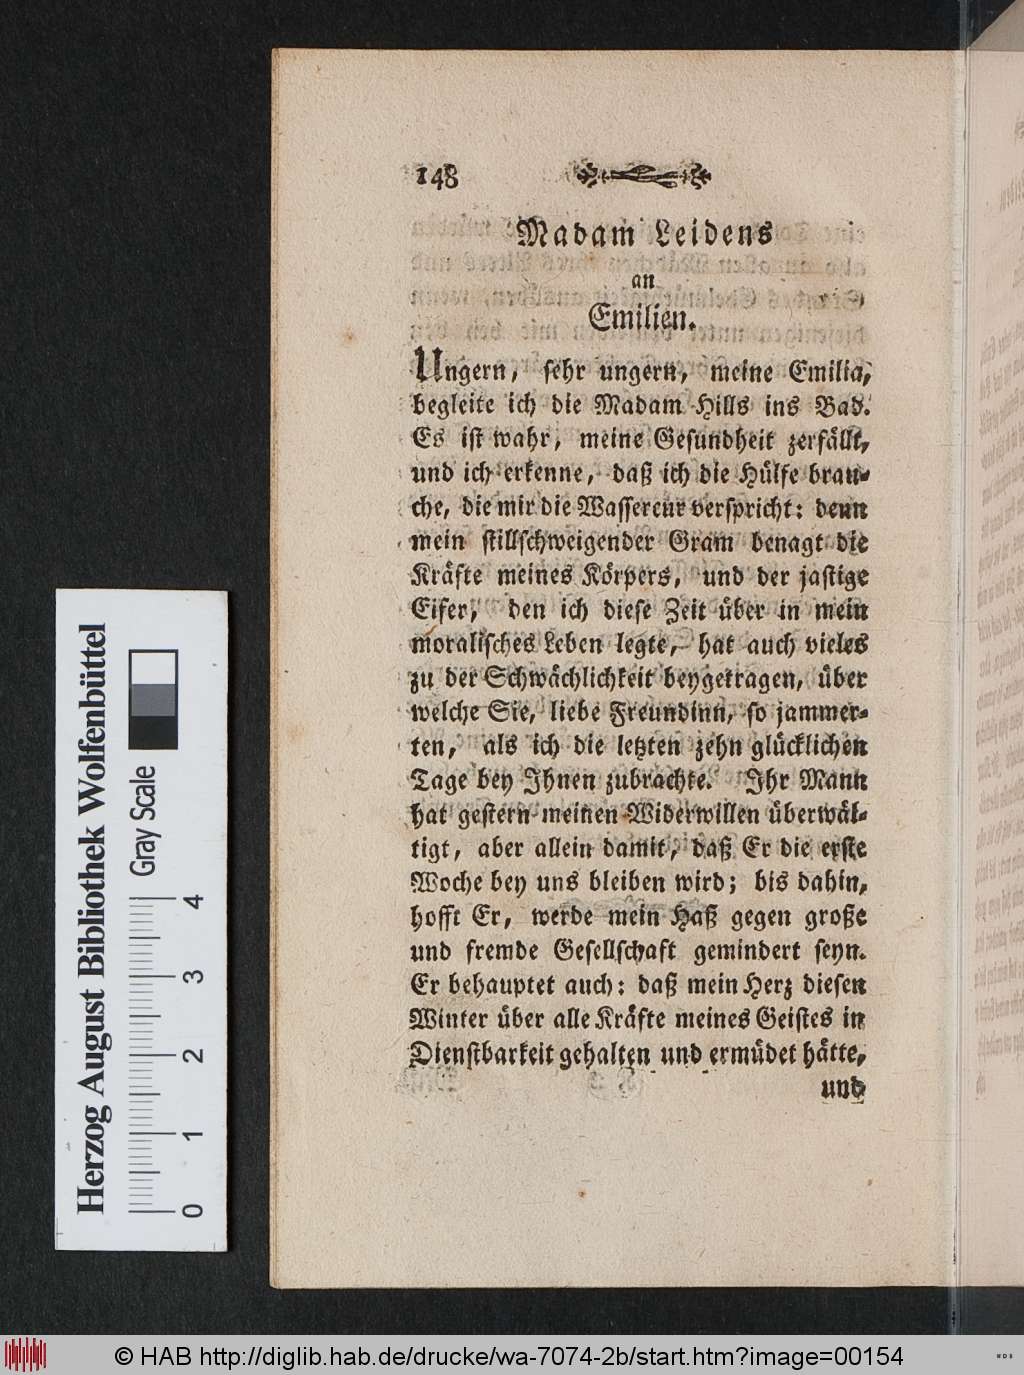 148
Madam Leidens
an
Emilien.
Ungern, sehr ungern, meine Emilia,
begleite ich die Madam Hills ins Bad.
Es ist wahr, meine Gesundheit zerfällt,
und ich erkenne, daß ich die Hülfe brau-
che, die mir die Wassercur verspricht: denn
mein stillschweigender Gram benagt die
Kräfte meines Körpers, und der jastige
Eifer, den ich diese Zeit über in mein
moralisches Leben legte, hat auch vieles
zu der Schwächlichkeit beygetragen, über
welche Sie, liebe Freundinn, so jammer-
ten, als ich die letzten zehn glücklichen
Tage bey Ihnen zubrachte. Ihr Mann
hat gestern meinen Widerwillen überwäl-
tigt, aber allein damit, daß Er die erste
Woche bey uns bleiben wird; bis dahin,
hofft Er, werde mein Haß gegen große
und fremde Gesellschaft gemindert seyn.
Er behauptet auch: daß mein Herz diesen
Winter über alle Kräfte meines Geistes in
Dienstbarkeit gehalten und ermüdet hätte,
und
Herzog August Bibliothek Wolfenbüttel
Gray Scale
0 1 2 3 4
© HAB http://diglib.hab.de/drucke/wa-7074-2b/start.htm?image=00154
WDB